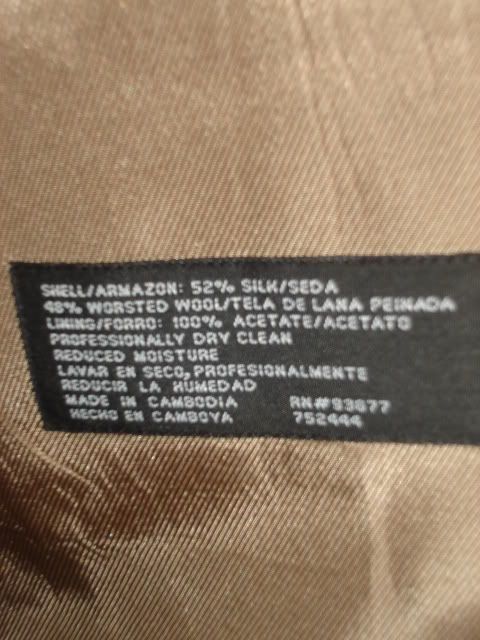 SHELL/ARMAZON: 52% SILK/SEDA
48% WORSTED WOOL/TELA DE LANA PEINADA
LINING/FORRO: 100% ACETATE/ACETATO
PROFESSIONALLY DRY CLEAN
REDUCED MOISTURE
LAVAR EN SECO, PROFESIONALMENTE
REDUCIR LA HUMEDAD
MADE IN CAMBODIA RN#93677
HECHO EN CAMBOYA 752444